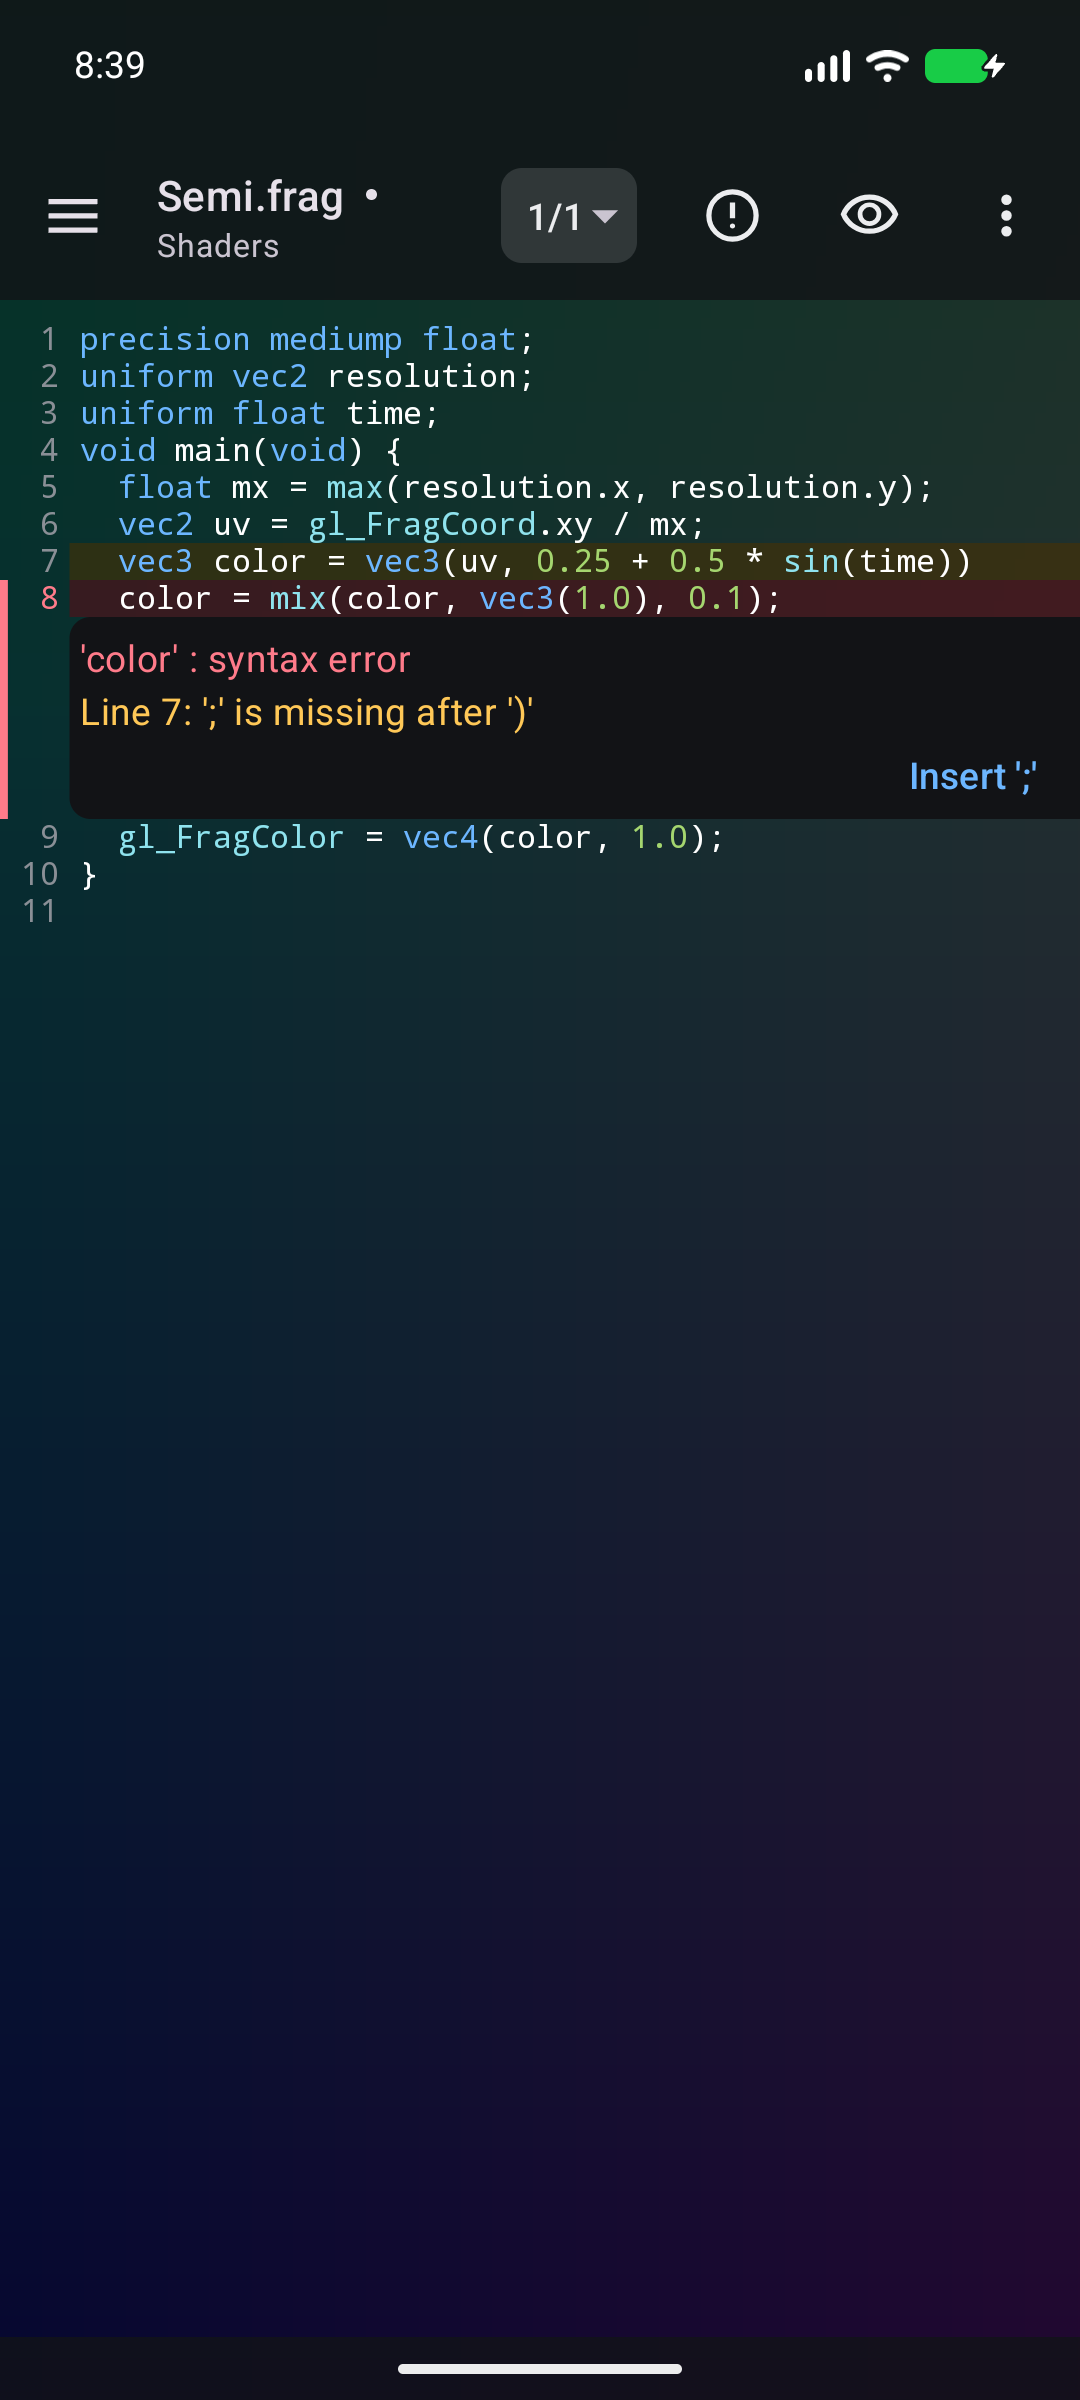 8:39
Semi.frag •
Shaders
1/1
1 precision mediump float;
2 uniform vec2 resolution;
3 uniform float time;
4 void main(void) {
5   float mx = max(resolution.x, resolution.y);
6   vec2 uv = gl_FragCoord.xy / mx;
7   vec3 color = vec3(uv, 0.25 + 0.5 * sin(time))
8   color = mix(color, vec3(1.0), 0.1);
'color' : syntax error
Line 7: ';' is missing after ')'
Insert ';'
9   gl_FragColor = vec4(color, 1.0);
10 }
11